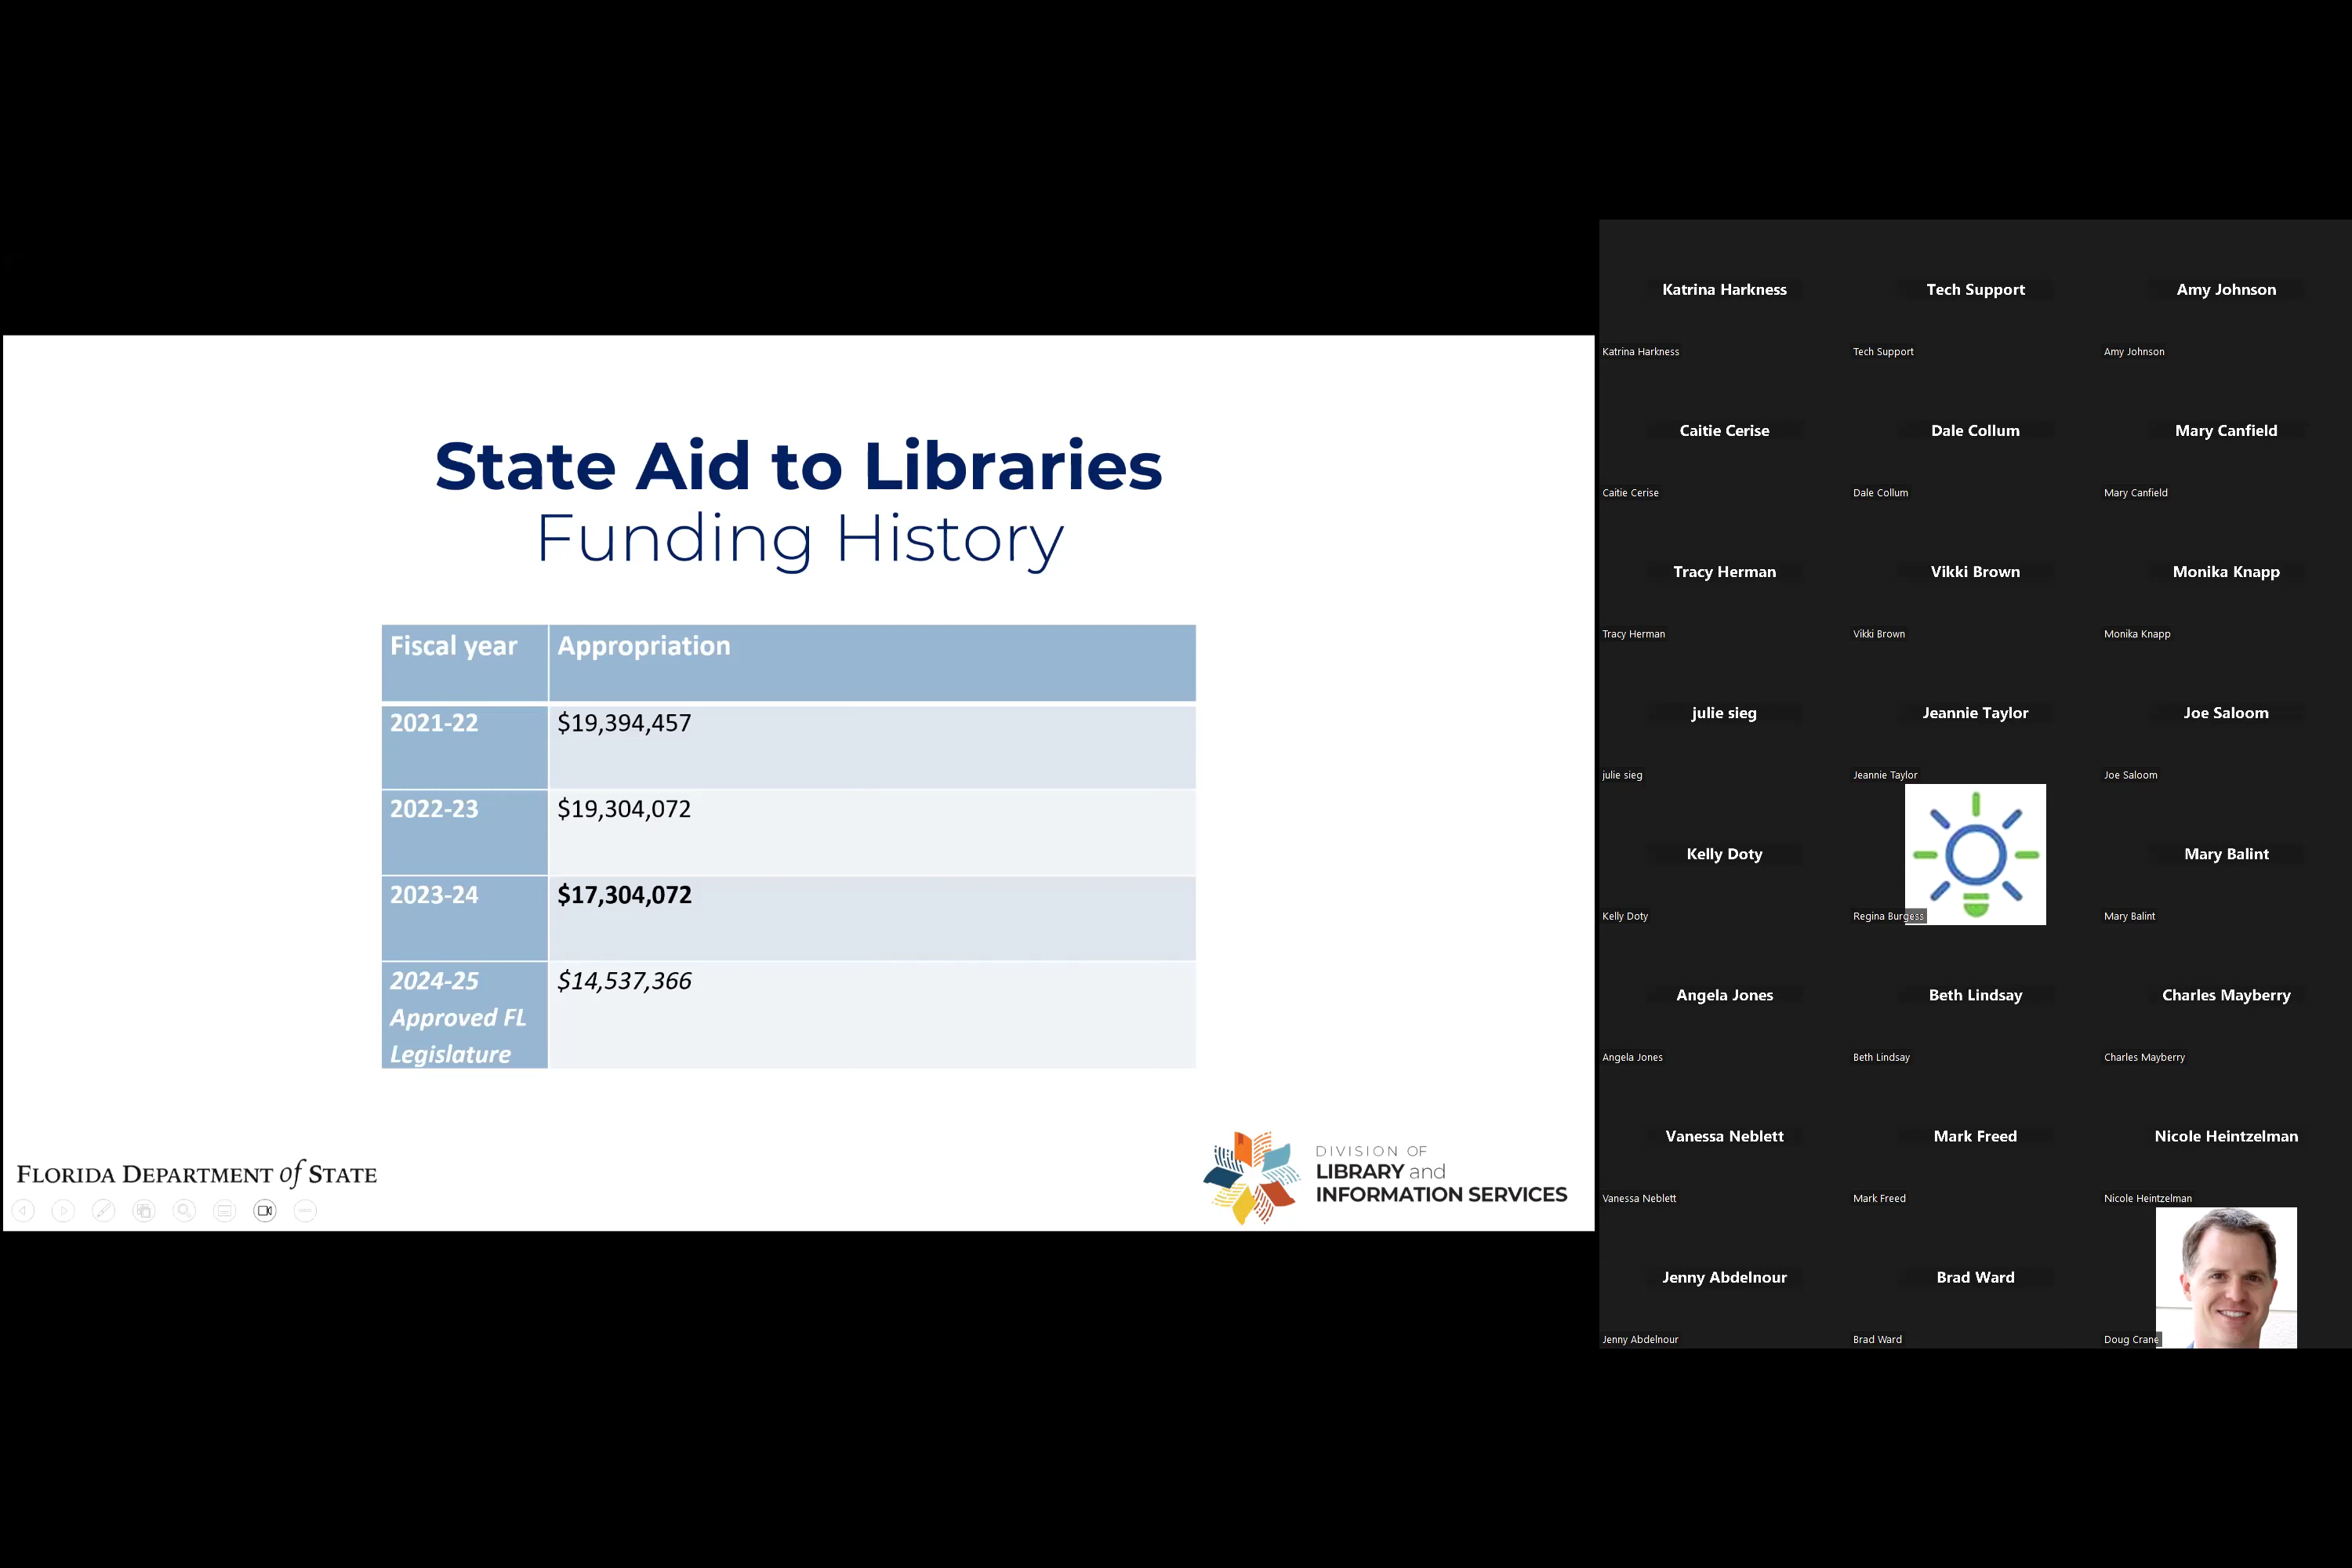 State Aid to Libraries
Funding History
Fiscal year
Appropriation
2021-22
$19,394,457
2022-23
$19,304,072
2023-24
$17,304,072
2024-25
Approved FL
Legislature
$14,537,366
FLORIDA DEPARTMENT of STATE
DIVISION OF
LIBRARY and
INFORMATION SERVICES
Katrina Harkness
Tech Support
Amy Johnson
Katrina Harkness
Tech Support
Amy Johnson
Caitie Cerise
Dale Collum
Mary Canfield
Caitie Cerise
Dale Collum
Mary Canfield
Tracy Herman
Vikki Brown
Monika Knapp
Tracy Herman
Vikki Brown
Monika Knapp
julie sieg
Jeannie Taylor
Joe Saloom
julie sieg
Jeannie Taylor
Joe Saloom
Kelly Doty
Mary Balint
Kelly Doty
Regina Burgess
Mary Balint
Angela Jones
Beth Lindsay
Charles Mayberry
Angela Jones
Beth Lindsay
Charles Mayberry
Vanessa Neblett
Mark Freed
Nicole Heintzelman
Vanessa Neblett
Mark Freed
Nicole Heintzelman
Jenny Abdelnour
Brad Ward
Jenny Abdelnour
Brad Ward
Doug Crane